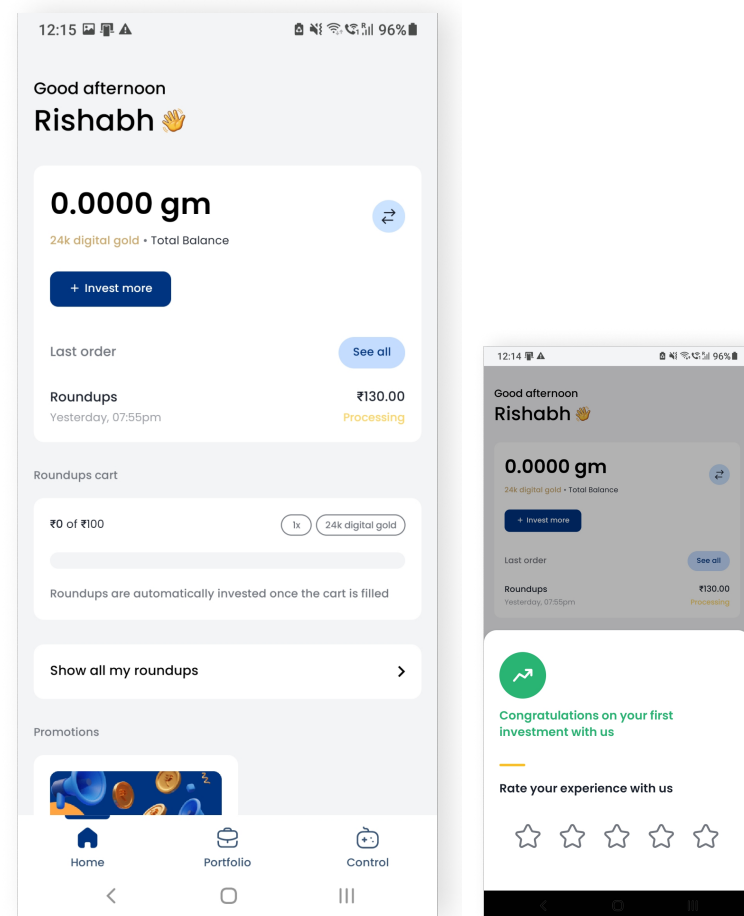 12:15
96%
Good afternoon
Rishabh 👋
0.0000 gm
24k digital gold • Total Balance
+ Invest more
Last order
See all
Roundups
₹130.00
Yesterday, 07:55pm
Processing
Roundups cart
₹0 of ₹100
1x
24k digital gold
Roundups are automatically invested once the cart is filled
Show all my roundups
Promotions
Home
Portfolio
Control
12:14
96%
Good afternoon
Rishabh 👋
0.0000 gm
24k digital gold • Total Balance
+ Invest more
Last order
See all
Roundups
₹130.00
Yesterday, 07:55pm
Processing
Congratulations on your first
investment with us
Rate your experience with us